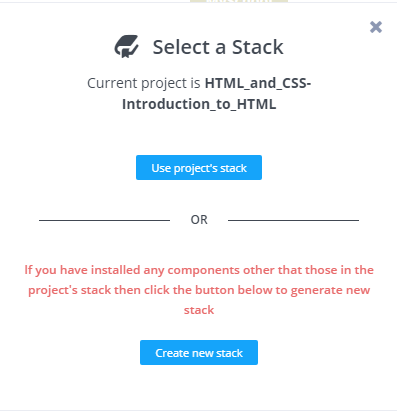 Select a Stack
Current project is HTML_and_CSS-
Introduction_to_HTML
Use project's stack
OR
If you have installed any components other that those in the
project's stack then click the button below to generate new
stack
Create new stack